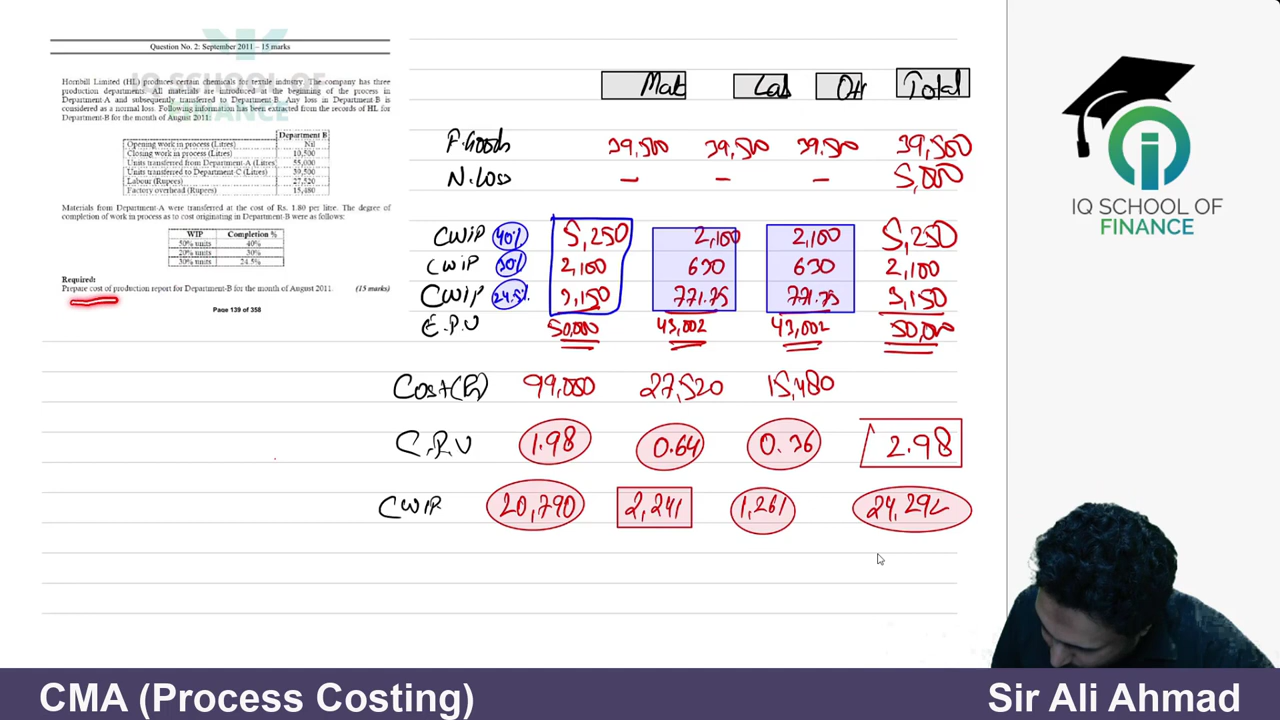 Question No. 2: September 2011 – 15 marks
Hornbill Limited (HL) produces certain chemicals for textile industry. The company has three
production departments. All materials are introduced at the beginning of the process in
Department-A and subsequently transferred to Department-B. Any loss in Department-B is
considered as a normal loss. Following information has been extracted from the records of HL for
Department-B for the month of August 2011:
Department B
Opening work in process (Litres) Nil
Closing work in process (Litres) 10,500
Units transferred from Department-A (Litres) 55,000
Units transferred to Department-C (Litres) 39,500
Labour (Rupees) 27,520
Factory overhead (Rupees) 15,480
Materials from Department-A were transferred at the cost of Rs. 1.80 per litre. The degree of
completion of work in process as to cost originating in Department-B were as follows:
WIP Completion %
50% units 40%
20% units 30%
30% units 24.5%
Required:
Prepare cost of production report for Department-B for the month of August 2011. (15 marks)
Page 139 of 358
IQ SCHOOL OF
FINANCE
Mat Lab OH Total
F.Goods 39,500 39,500 39,500 39,500
N.Loss – – – 5,000
CWIP 40% 5,250 2,100 2,100 5,250
CWIP 30% 2,100 630 630 2,100
CWIP 24.5% 3,150 771.75 771.75 3,150
E.P.U 50,000 43,002 43,002 50,000
Cost(B) 99,000 27,520 15,480
C.P.U 1.98 0.64 0.36 2.98
CWIP 20,790 2,241 1,261 24,292
IQ SCHOOL OF
FINANCE
CMA (Process Costing)
Sir Ali Ahmad